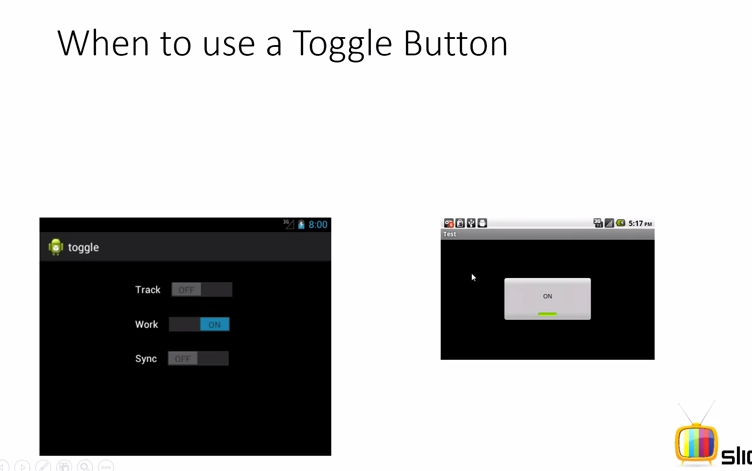 When to use a Toggle Button
3G 8:00
toggle
Track OFF
Work ON
Sync OFF
5:17 PM
Test
ON